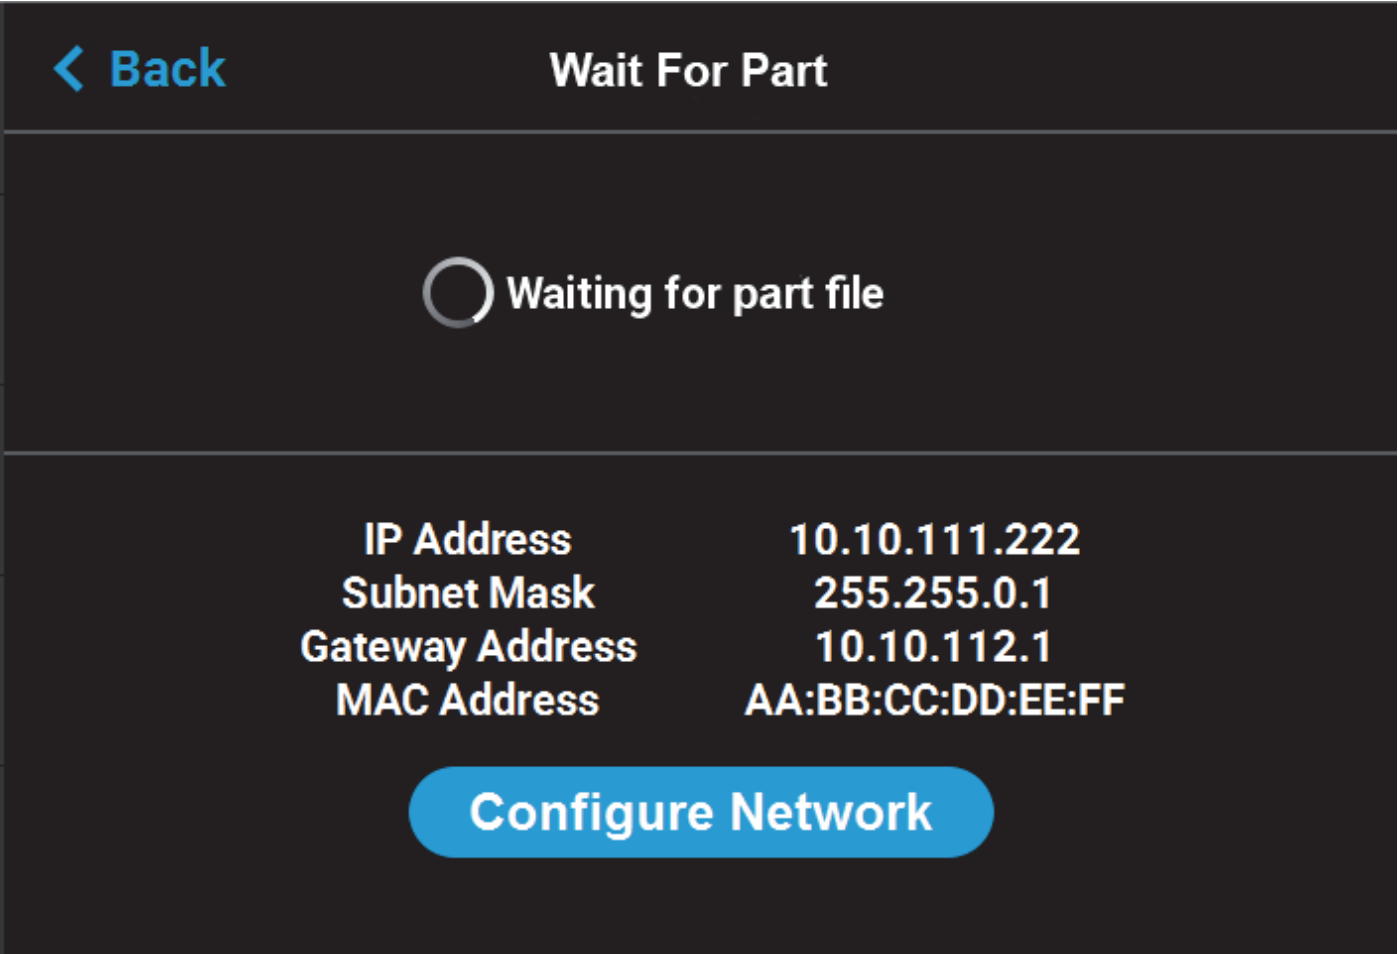 Back
Wait For Part
Waiting for part file
IP Address 10.10.111.222
Subnet Mask 255.255.0.1
Gateway Address 10.10.112.1
MAC Address AA:BB:CC:DD:EE:FF
Configure Network